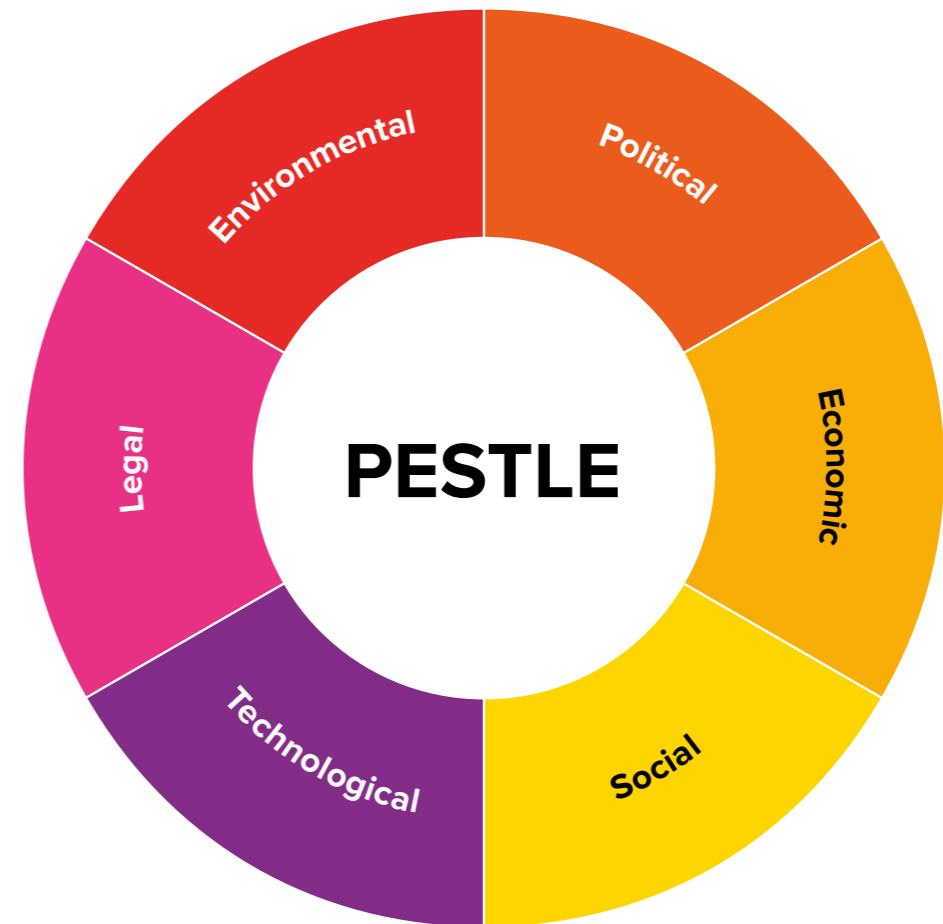 PESTLE
Political
Economic
Social
Technological
Legal
Environmental